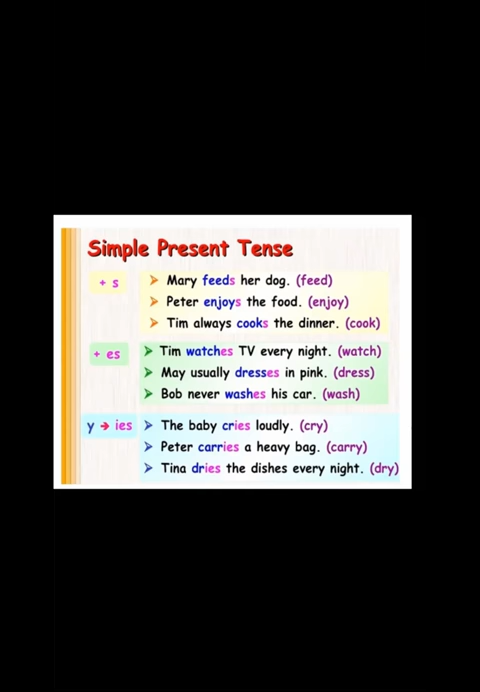 Simple Present Tense
+ s
➤ Mary feeds her dog. (feed)
➤ Peter enjoys the food. (enjoy)
➤ Tim always cooks the dinner. (cook)
+ es
➤ Tim watches TV every night. (watch)
➤ May usually dresses in pink. (dress)
➤ Bob never washes his car. (wash)
y ➔ ies
➤ The baby cries loudly. (cry)
➤ Peter carries a heavy bag. (carry)
➤ Tina dries the dishes every night. (dry)